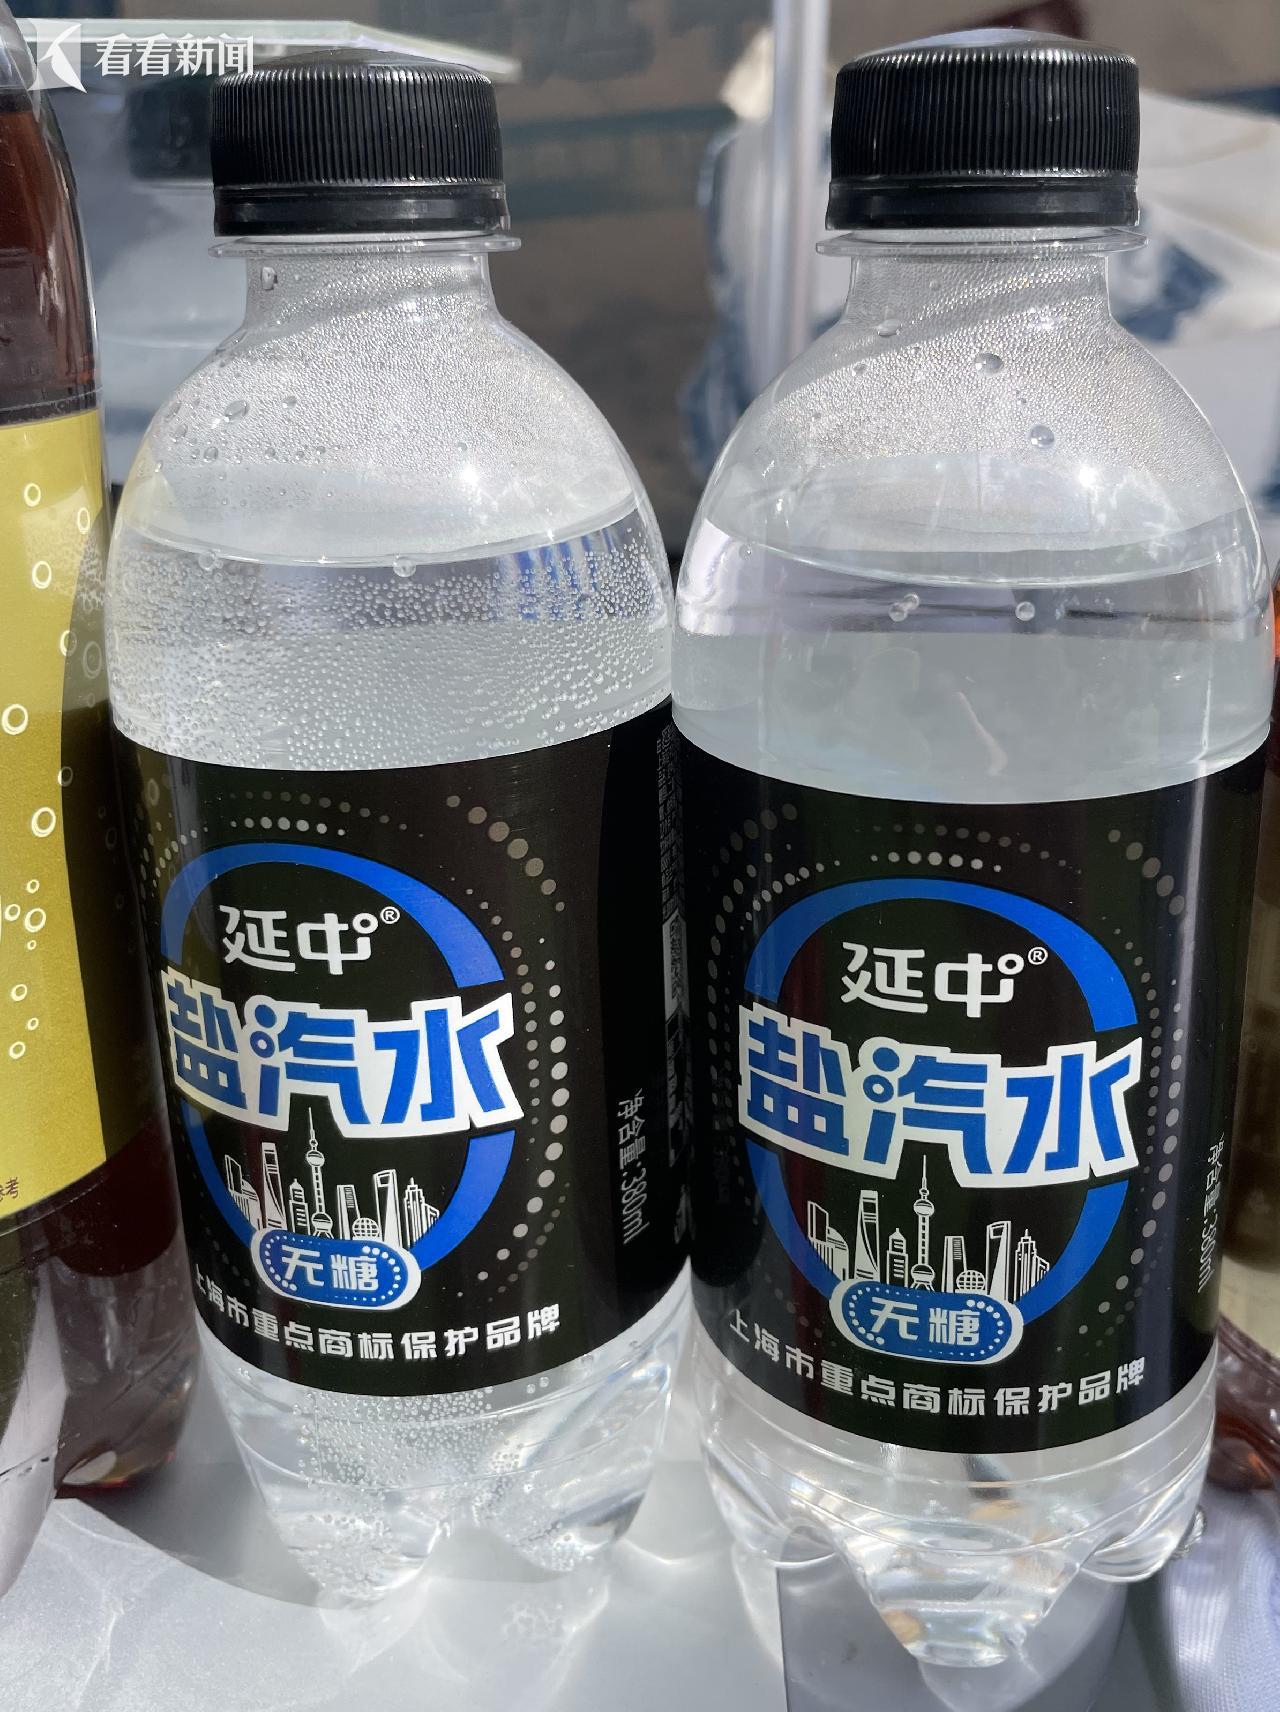 看看新闻
延中®
盐汽水
无糖
上海市重点商标保护品牌
净含量:380ml
延中®
盐汽水
无糖
上海市重点商标保护品牌
净含量:380ml
参考